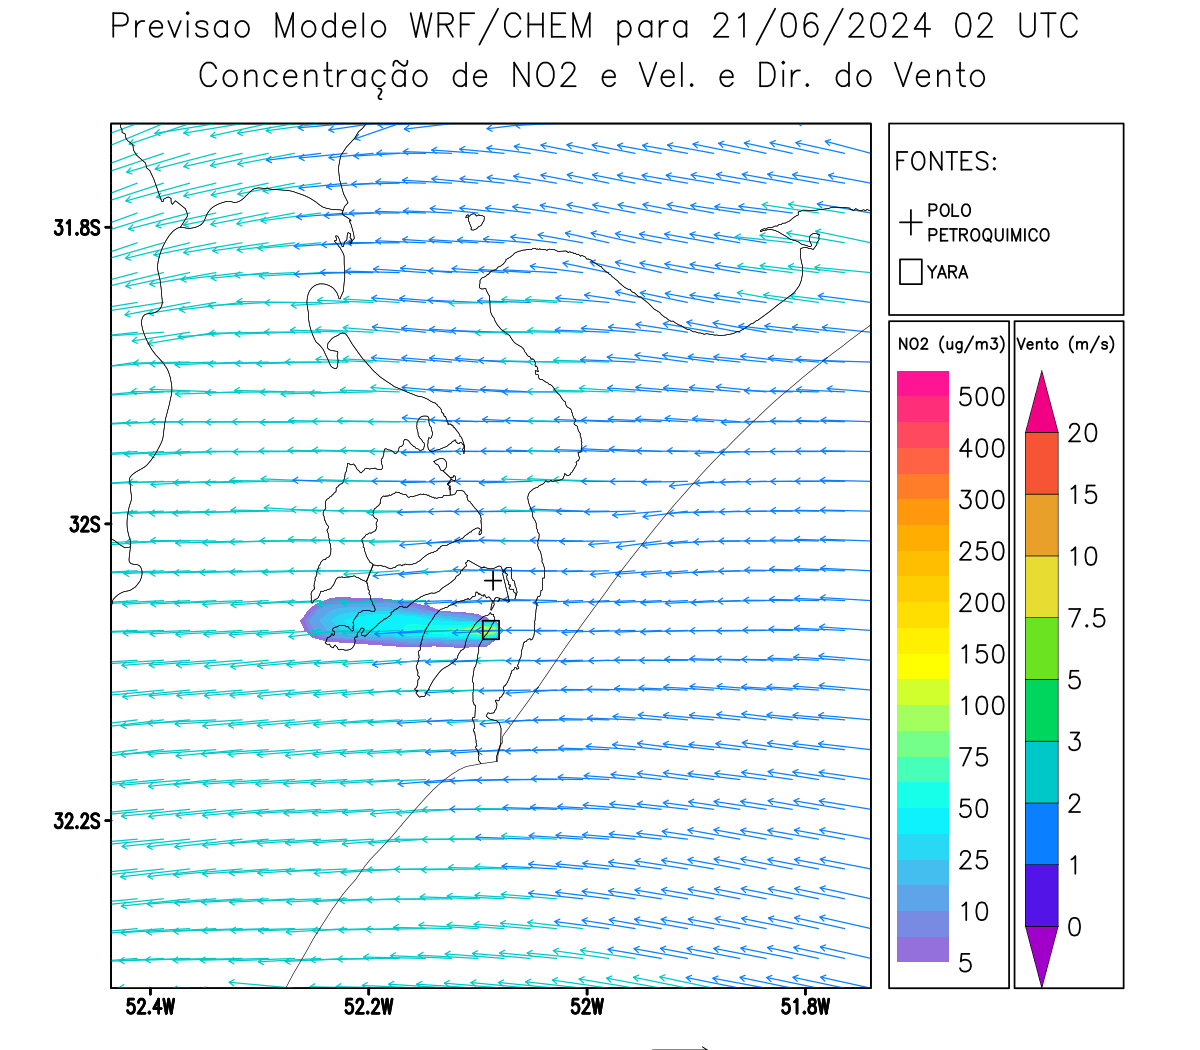 Previsao Modelo WRF/CHEM para 21/06/2024 02 UTC
Concentração de NO2 e Vel. e Dir. do Vento
FONTES:
POLO
PETROQUIMICO
YARA
NO2 (ug/m3)
500
400
300
250
200
150
100
75
50
25
10
5
Vento (m/s)
20
15
10
7.5
5
3
2
1
0
31.8S
32S
32.2S
52.4W
52.2W
52W
51.8W